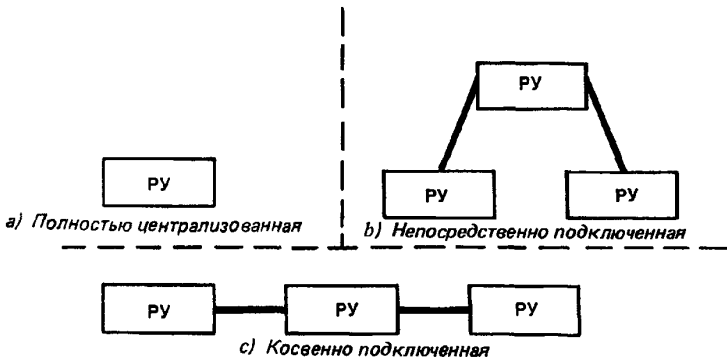 РУ
a) Полностью централизованная
РУ
РУ
РУ
b) Непосредственно подключенная
РУ
РУ
РУ
c) Косвенно подключенная